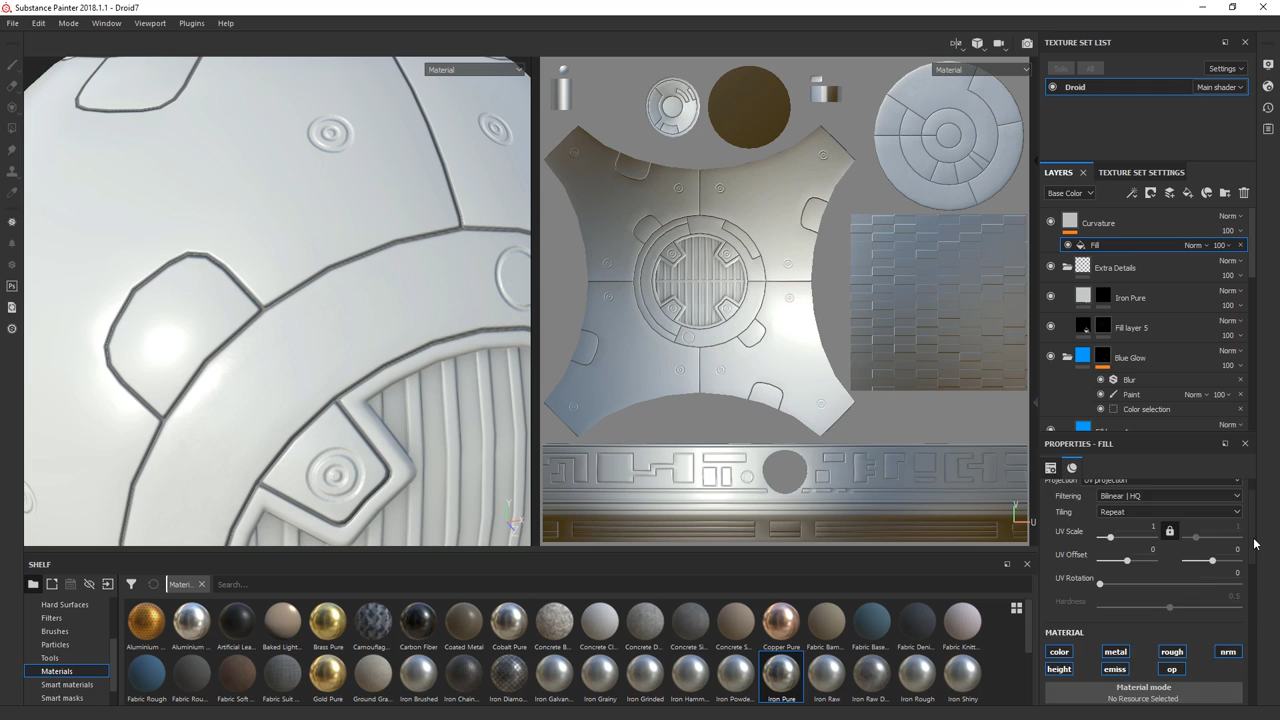 Substance Painter 2018.1.1 - Droid7
File Edit Mode Window Viewport Plugins Help
Material
Material
TEXTURE SET LIST
Solo All Settings
Droid Main shader
LAYERS TEXTURE SET SETTINGS
Base Color
Curvature Norm 100
Fill Norm 100
Extra Details Norm 100
Iron Pure Norm 100
Fill layer 5 Norm 100
Blue Glow Norm 100
Blur
Paint Norm 100
Color selection
Norm
PROPERTIES - FILL
Projection UV projection
Filtering Bilinear | HQ
Tiling Repeat
UV Scale 1 1
UV Offset 0 0
UV Rotation 0
Hardness 0.5
MATERIAL
color metal rough nrm
height emiss op
Material mode
No Resource Selected
Ps
Y
V
U
SHELF
Materi... Search...
Hard Surfaces
Filters
Brushes
Particles
Tools
Materials
Smart materials
Smart masks
Aluminium ... Aluminium ... Artificial Lea... Baked Light... Brass Pure Camouflag... Carbon Fiber Coated Metal Cobalt Pure Concrete B... Concrete Cl... Concrete D... Concrete Si... Concrete S... Copper Pure Fabric Bam... Fabric Base... Fabric Deni... Fabric Knitt...
Fabric Rough Fabric Rou... Fabric Soft ... Fabric Suit ... Gold Pure Ground Gra... Iron Brushed Iron Chain... Iron Diamo... Iron Galvan... Iron Grainy Iron Grinded Iron Hamm... Iron Powde... Iron Pure Iron Raw Iron Raw D... Iron Rough Iron Shiny